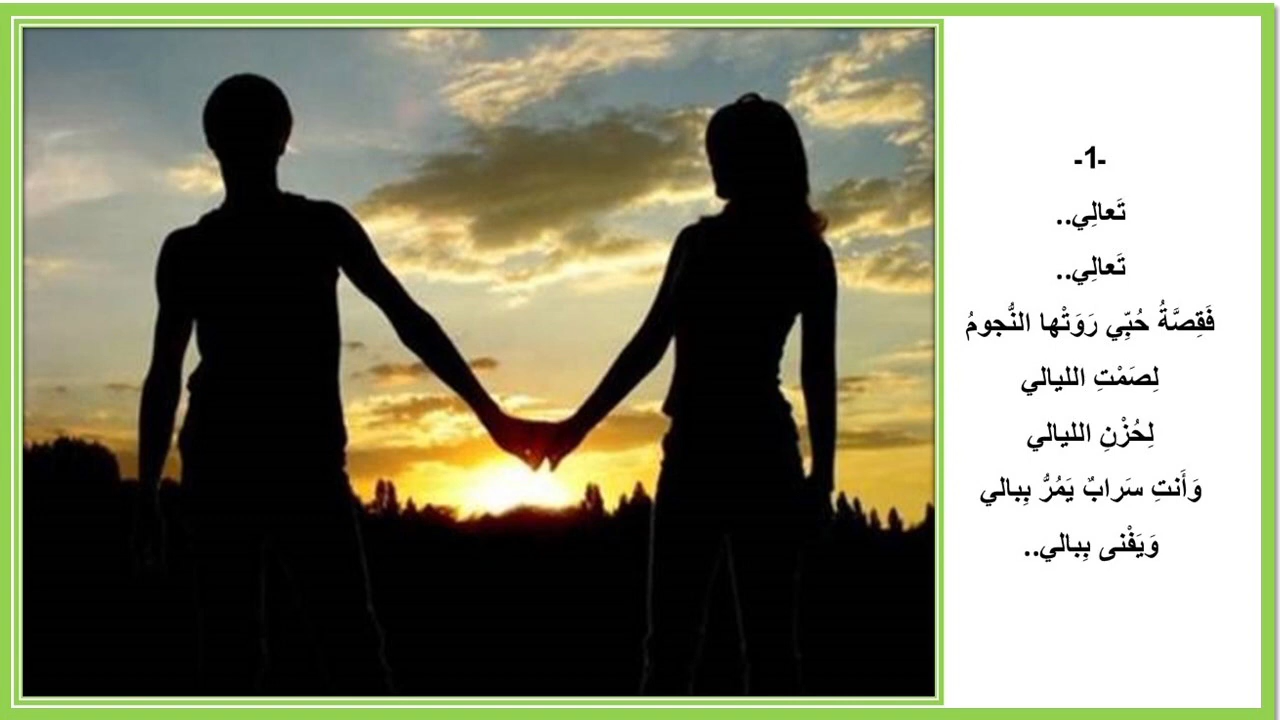 -1-
تَعالِي..
تَعالِي..
فَقِصَّةُ حُبِّي رَوَتْها النُّجومُ
لِصَمْتِ الليالي
لِحُزْنِ الليالي
وَأَنتِ سَرابٌ يَمُرُّ بِبالي
وَيَفْنى بِبالي..